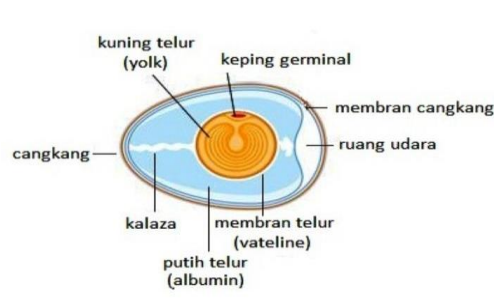 kuning telur
(yolk)
keping germinal
membran cangkang
ruang udara
cangkang
kalaza
membran telur
(vateline)
putih telur
(albumin)